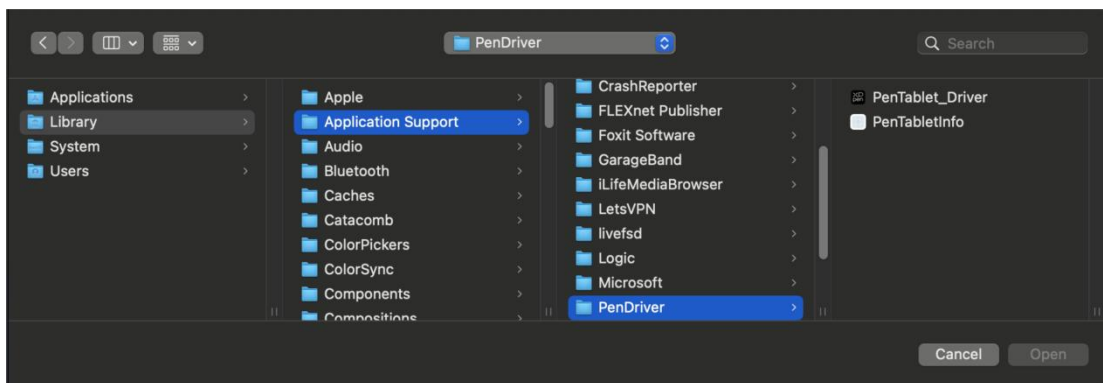 PenDriver
Search
Applications
Library
System
Users
Apple
Application Support
Audio
Bluetooth
Caches
Catacomb
ColorPickers
ColorSync
Components
Compositions
CrashReporter
FLEXnet Publisher
Foxit Software
GarageBand
iLifeMediaBrowser
LetsVPN
livefsd
Logic
Microsoft
PenDriver
PenTablet_Driver
PenTabletInfo
Cancel
Open